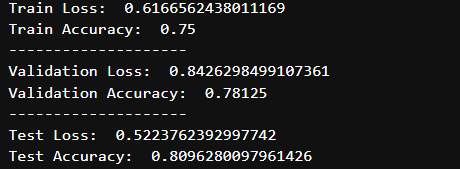 Train Loss:  0.6166562438011169
Train Accuracy:  0.75
--------------------
Validation Loss:  0.8426298499107361
Validation Accuracy:  0.78125
--------------------
Test Loss:  0.5223762392997742
Test Accuracy:  0.8096280097961426